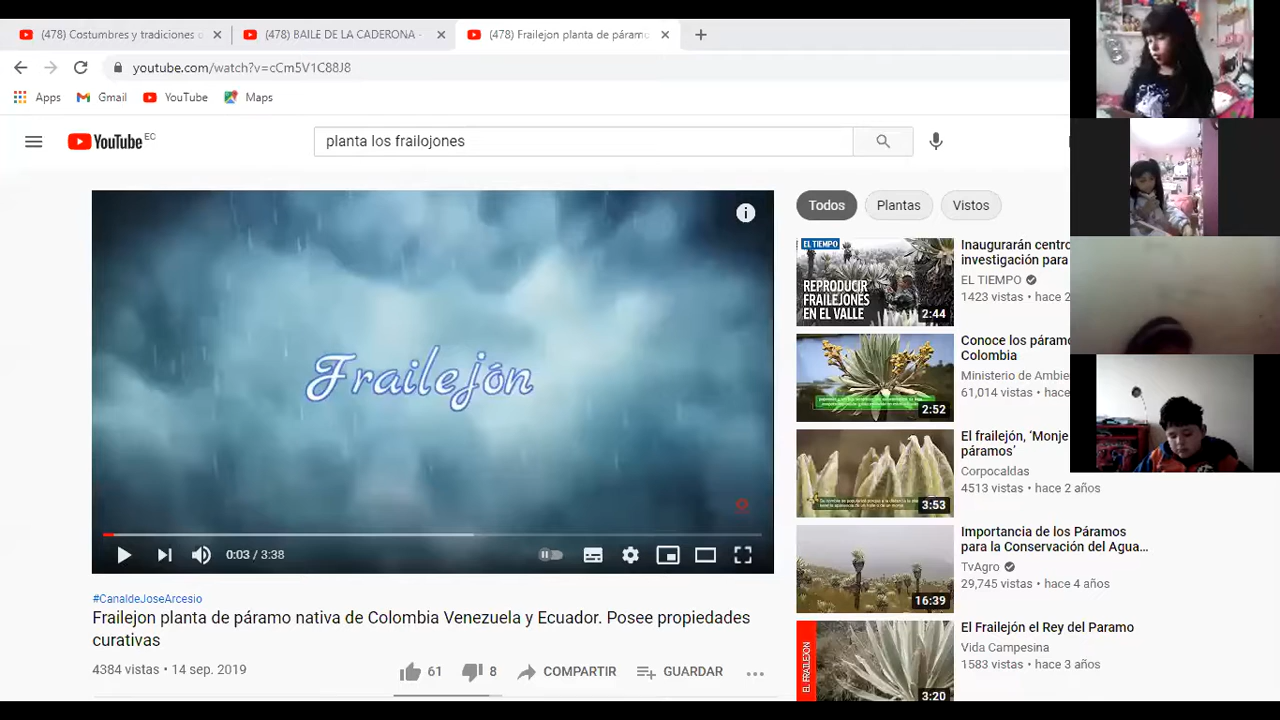 (478) Costumbres y tradiciones d
(478) BAILE DE LA CADERONA -
(478) Frailejon planta de páramo
youtube.com/watch?v=cCm5V1C88J8
Apps
Gmail
YouTube
Maps
YouTube EC
planta los frailojones
Frailejón
0:03 / 3:38
#CanaldeJoseArcesio
Frailejon planta de páramo nativa de Colombia Venezuela y Ecuador. Posee propiedades
curativas
4384 vistas • 14 sep. 2019
61
8
COMPARTIR
GUARDAR
Todos
Plantas
Vistos
EL TIEMPO
REPRODUCIR
FRAILEJONES
EN EL VALLE
2:44
Inaugurarán centro
investigación para
EL TIEMPO
1423 vistas • hace 2
2:52
Conoce los páramo
Colombia
Ministerio de Ambie
61,014 vistas • hace
3:53
El frailejón, ‘Monje
páramos’
Corpocaldas
4513 vistas • hace 2 años
16:39
Importancia de los Páramos
para la Conservación del Agua...
TvAgro
29,745 vistas • hace 4 años
EL FRAILEJON
3:20
El Frailejón el Rey del Paramo
Vida Campesina
1583 vistas • hace 3 años